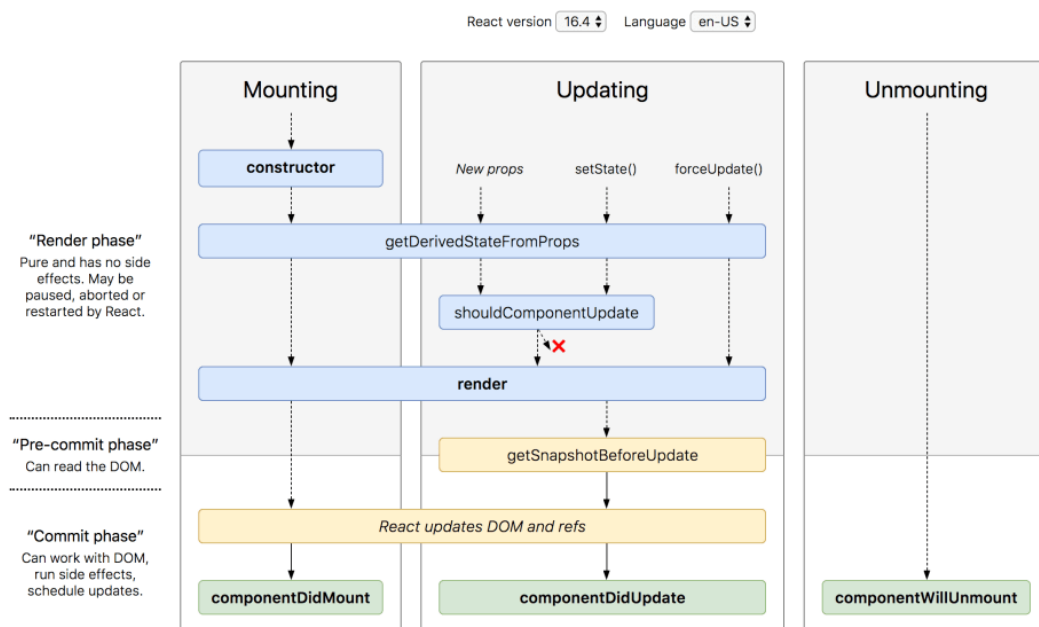 React version 16.4 Language en-US
Mounting
Updating
Unmounting
constructor
New props
setState()
forceUpdate()
"Render phase"
Pure and has no side
effects. May be
paused, aborted or
restarted by React.
getDerivedStateFromProps
shouldComponentUpdate
render
"Pre-commit phase"
Can read the DOM.
getSnapshotBeforeUpdate
"Commit phase"
Can work with DOM,
run side effects,
schedule updates.
React updates DOM and refs
componentDidMount
componentDidUpdate
componentWillUnmount